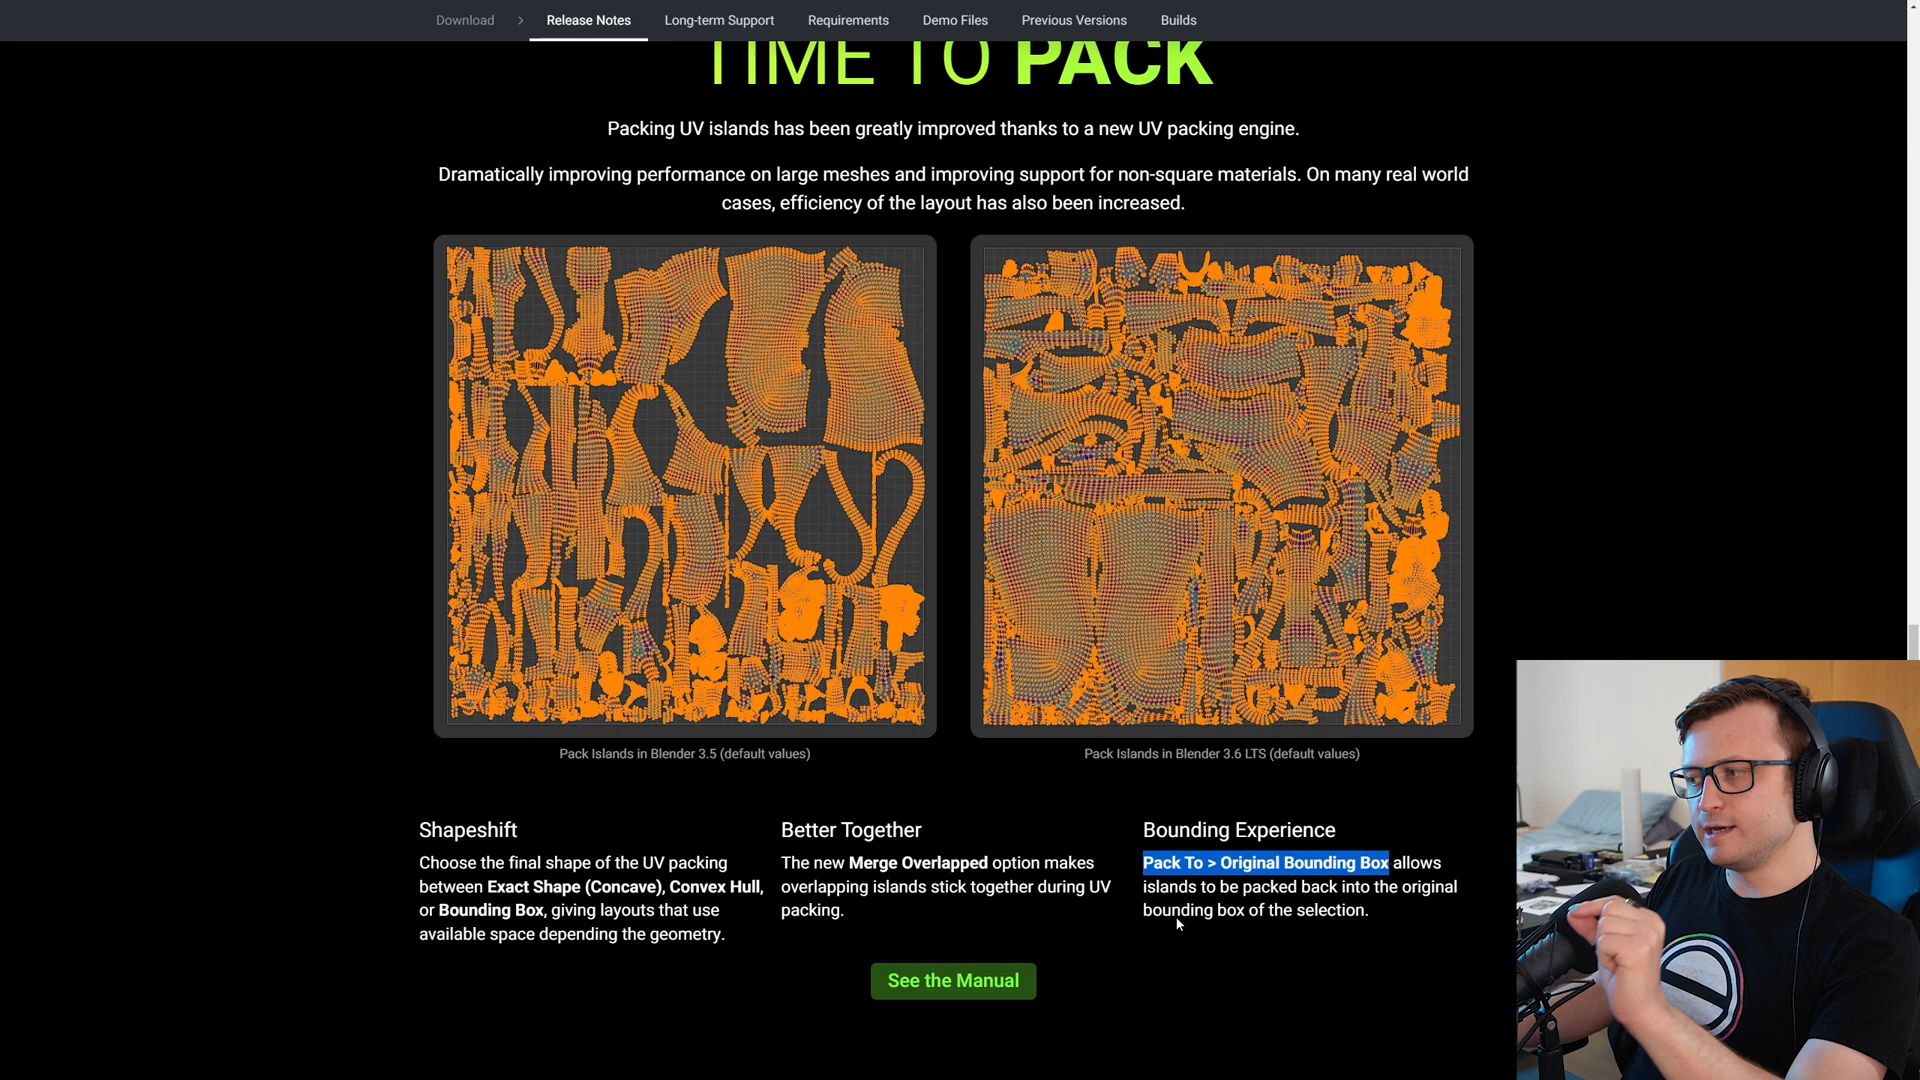 Download > Release Notes Long-term Support Requirements Demo Files Previous Versions Builds
TIME TO PACK
Packing UV islands has been greatly improved thanks to a new UV packing engine.
Dramatically improving performance on large meshes and improving support for non-square materials. On many real world
cases, efficiency of the layout has also been increased.
Pack Islands in Blender 3.5 (default values)
Pack Islands in Blender 3.6 LTS (default values)
Shapeshift
Choose the final shape of the UV packing
between Exact Shape (Concave), Convex Hull,
or Bounding Box, giving layouts that use
available space depending the geometry.
Better Together
The new Merge Overlapped option makes
overlapping islands stick together during UV
packing.
Bounding Experience
Pack To > Original Bounding Box allows
islands to be packed back into the original
bounding box of the selection.
See the Manual